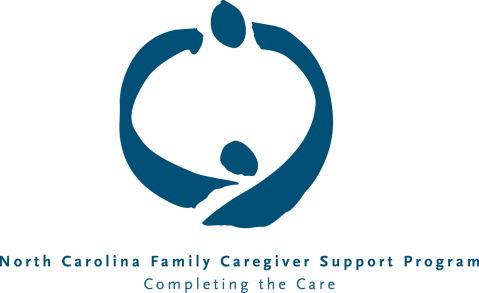 North Carolina Family Caregiver Support Program
Completing the Care